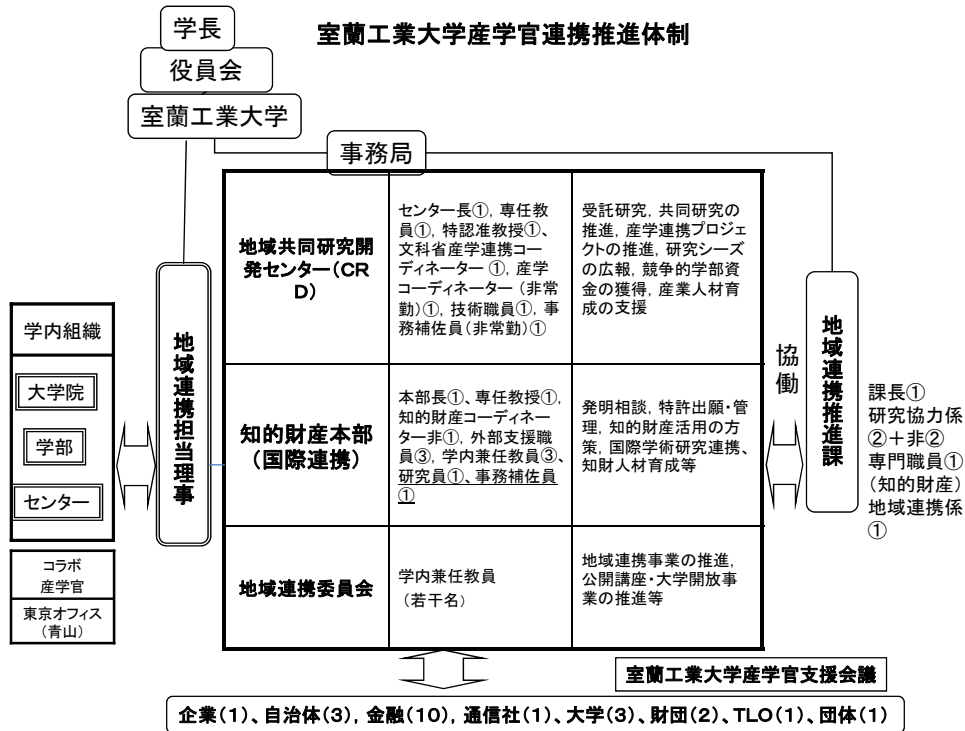 学長
室蘭工業大学産学官連携推進体制
役員会
室蘭工業大学
事務局
地域共同研究開
発センター(CR
D)
センター長①, 専任教
員①, 特認准教授①、
文科省産学連携コー
ディネーター ①, 産学
コーディネーター (非常
勤)①, 技術職員①, 事
務補佐員(非常勤)①
受託研究, 共同研究の
推進, 産学連携プロジェ
クトの推進, 研究シーズ
の広報, 競争的学部資
金の獲得, 産業人材育
成の支援
知的財産本部
(国際連携)
本部長①、専任教授①,
知的財産コーディネー
ター非①, 外部支援職
員③, 学内兼任教員③、
研究員①、事務補佐員
①
発明相談, 特許出願・管
理, 知的財産活用の方
策, 国際学術研究連携、
知財人材育成等
地域連携委員会
学内兼任教員
(若干名)
地域連携事業の推進,
公開講座・大学開放事
業の推進等
学内組織
大学院
学部
センター
コラボ
産学官
東京オフィス
(青山)
地域連携担当理事
協働
地域連携推進課
課長①
研究協力係
②+非②
専門職員①
(知的財産)
地域連携係
①
室蘭工業大学産学官支援会議
企業(1)、自治体(3), 金融(10), 通信社(1)、大学(3)、財団(2)、TLO(1)、団体(1)